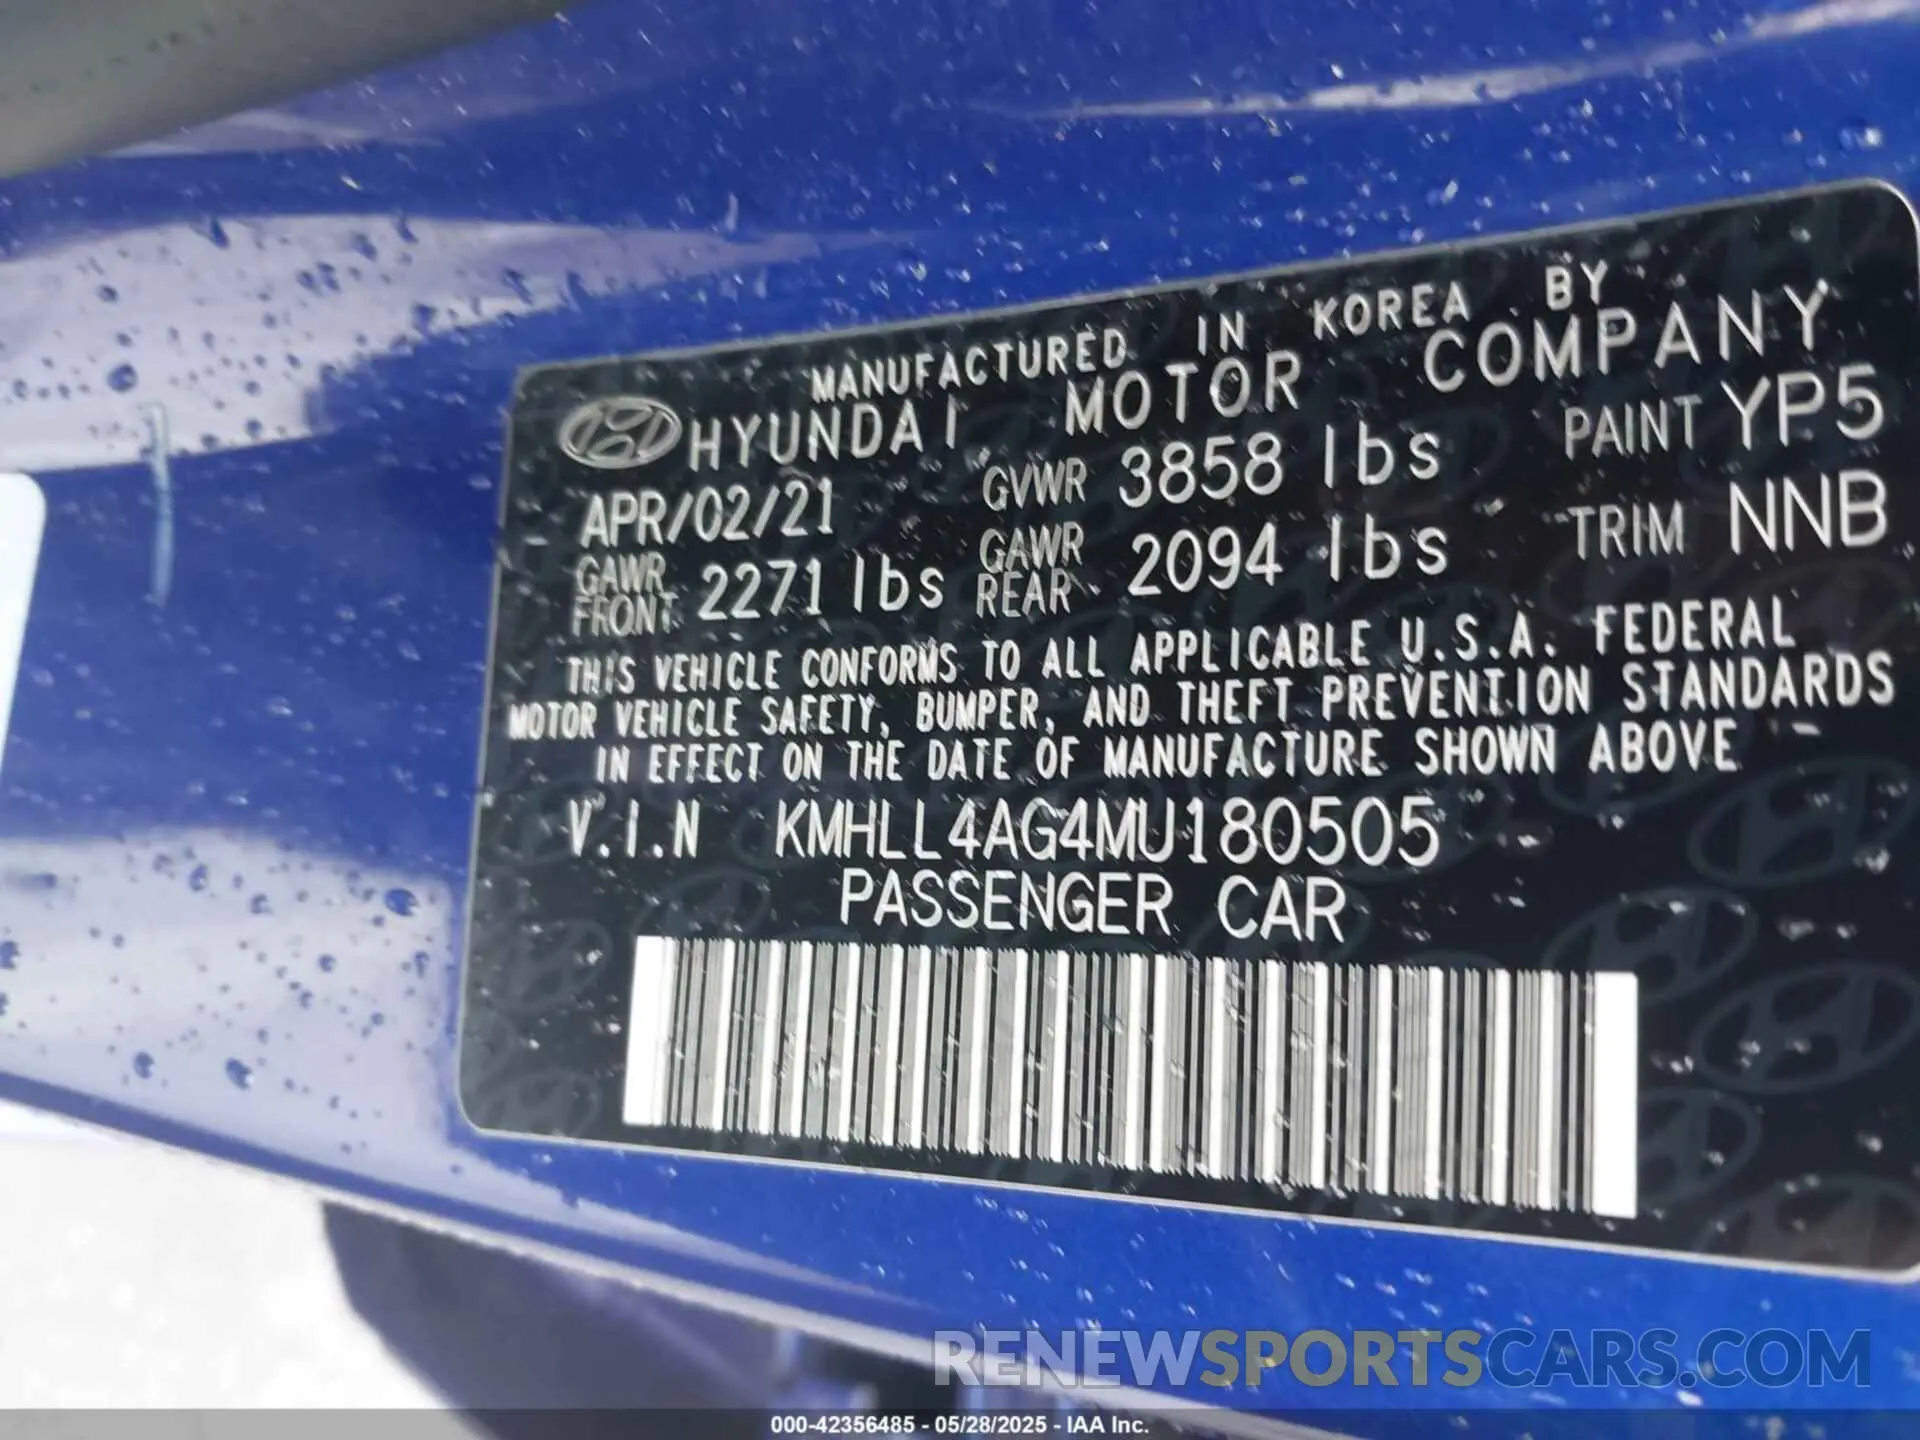 MANUFACTURED IN KOREA BY
HYUNDAI MOTOR COMPANY
APR/02/21 GVWR 3858 lbs PAINT YP5
GAWR FRONT 2271 lbs GAWR REAR 2094 lbs TRIM NNB
THIS VEHICLE CONFORMS TO ALL APPLICABLE U.S.A. FEDERAL
MOTOR VEHICLE SAFETY, BUMPER, AND THEFT PREVENTION STANDARDS
IN EFFECT ON THE DATE OF MANUFACTURE SHOWN ABOVE
V.I.N KMHLL4AG4MU180505
PASSENGER CAR
RENEWSPORTSCARS.COM
000-42356485 - 05/28/2025 - IAA Inc.